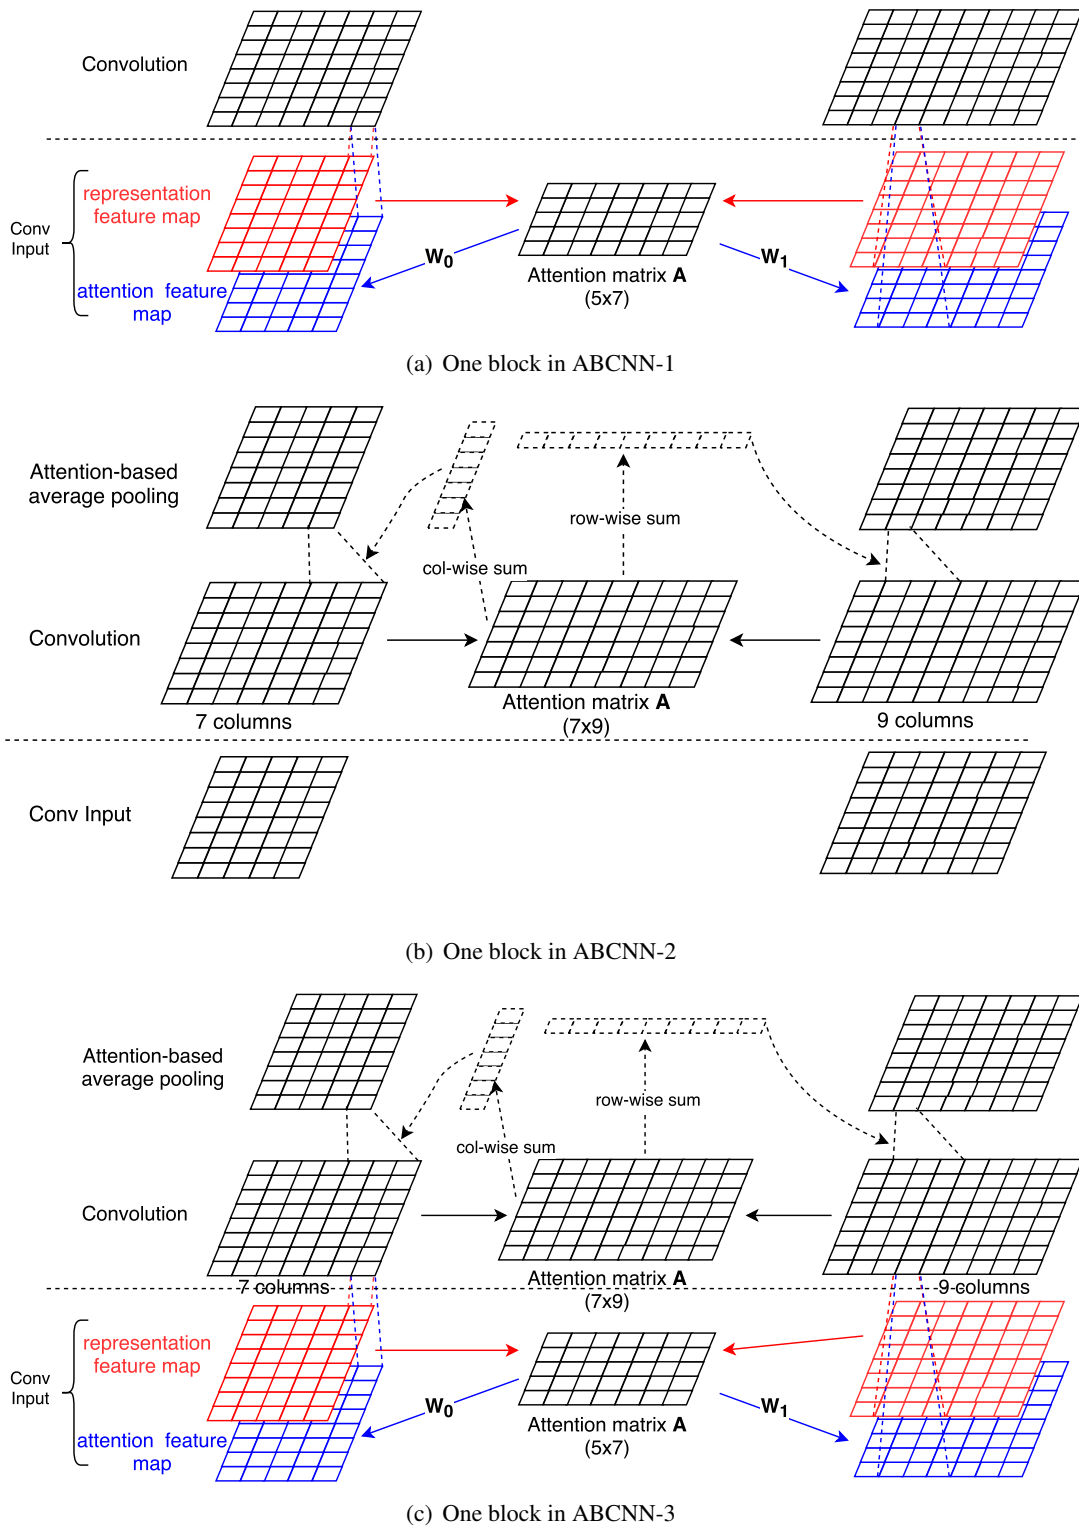 Convolution
representation
feature map
Conv
Input
attention feature
map
W0
W1
Attention matrix A
(5x7)
(a) One block in ABCNN-1
Attention-based
average pooling
row-wise sum
col-wise sum
Convolution
Attention matrix A
(7x9)
7 columns
9 columns
Conv Input
(b) One block in ABCNN-2
Attention-based
average pooling
row-wise sum
col-wise sum
Convolution
7 columns
Attention matrix A
(7x9)
9 columns
representation
feature map
Conv
Input
attention feature
map
W0
W1
Attention matrix A
(5x7)
(c) One block in ABCNN-3